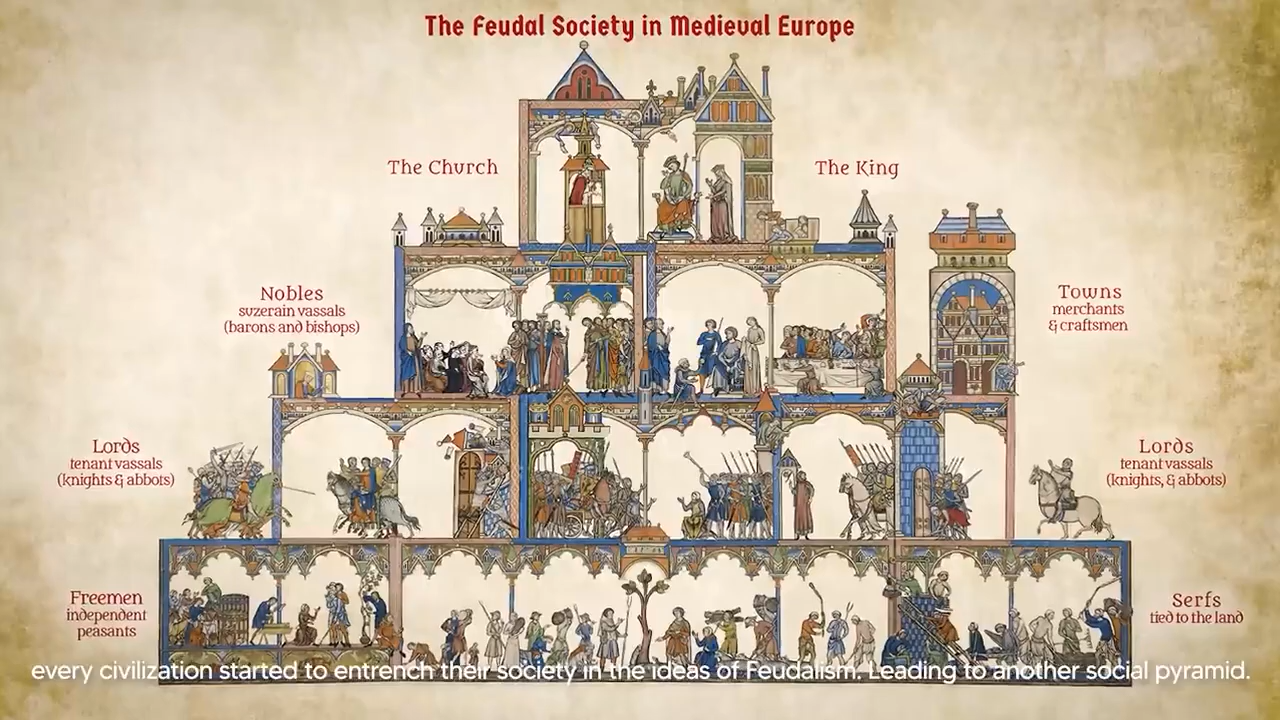 The Feudal Society in Medieval Europe
The Church
The King
Nobles
suzerain vassals
(barons and bishops)
Towns
merchants
& craftsmen
Lords
tenant vassals
(knights & abbots)
Lords
tenant vassals
(knights, & abbots)
Freemen
independent
peasants
Serfs
tied to the land
every civilization started to entrench their society in the ideas of Feudalism. Leading to another social pyramid.